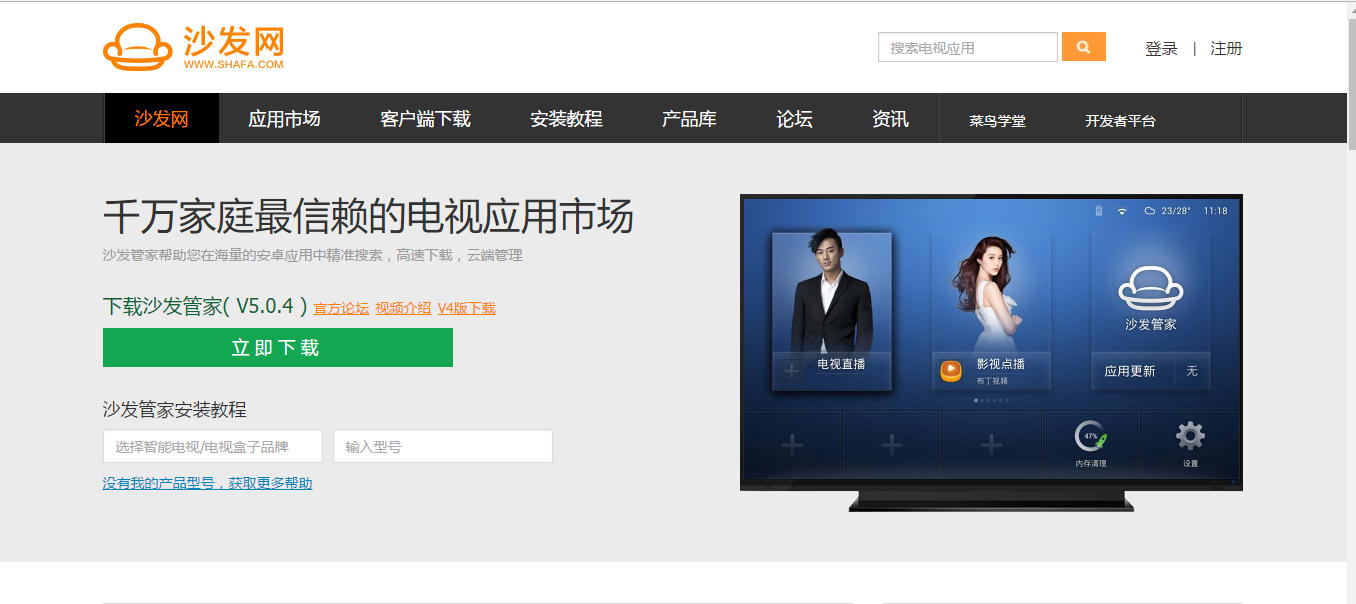 沙发网
WWW.SHAFA.COM
搜索电视应用
登录 | 注册
沙发网 应用市场 客户端下载 安装教程 产品库 论坛 资讯 菜鸟学堂 开发者平台
千万家庭最信赖的电视应用市场
沙发管家帮助您在海量的安卓应用中精准搜索，高速下载，云端管理
下载沙发管家( V5.0.4 ) 官方论坛 视频介绍 V4版下载
立即下载
沙发管家安装教程
选择智能电视/电视盒子品牌 输入型号
没有我的产品型号，获取更多帮助
23/28° 11:18
沙发管家
电视直播
影视点播
布丁视频
应用更新 无
47%
内存清理
设置